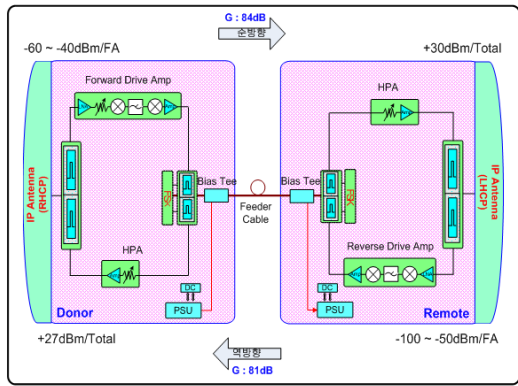 G : 84dB
순방향
-60 ~ -40dBm/FA
+30dBm/Total
Forward Drive Amp
HPA
IP Antenna
(RHCP)
FSK
Bias Tee
Feeder
Cable
Bias Tee
FSK
IP Antenna
(LHCP)
HPA
Reverse Drive Amp
DC
PSU
DC
PSU
Donor
Remote
+27dBm/Total
-100 ~ -50dBm/FA
역방향
G : 81dB